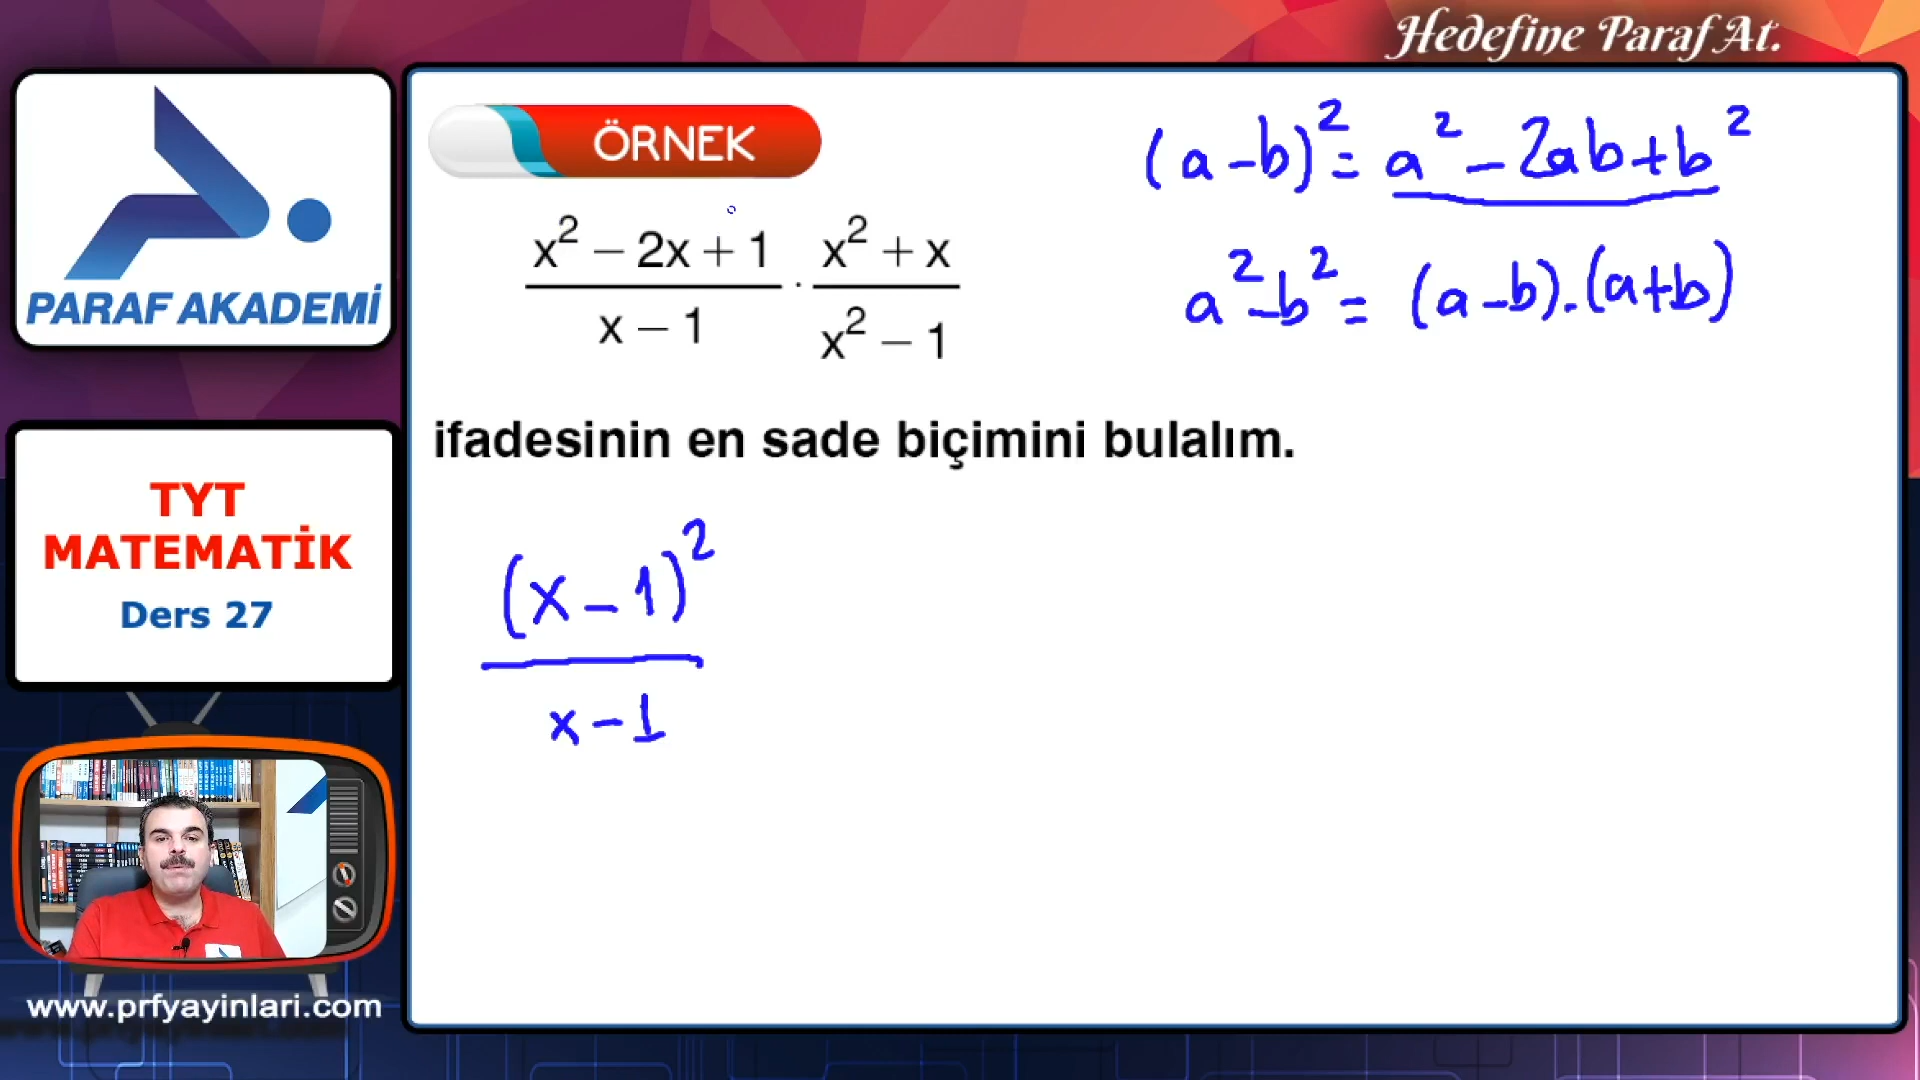 Hedefine Paraf At.
PARAF AKADEMİ
TYT
MATEMATİK
Ders 27
www.prfyayinlari.com
ÖRNEK
(x² − 2x + 1)/(x − 1) · (x² + x)/(x² − 1)
ifadesinin en sade biçimini bulalım.
(a − b)² = a² − 2ab + b²
a² − b² = (a − b).(a + b)
(x − 1)²
x − 1